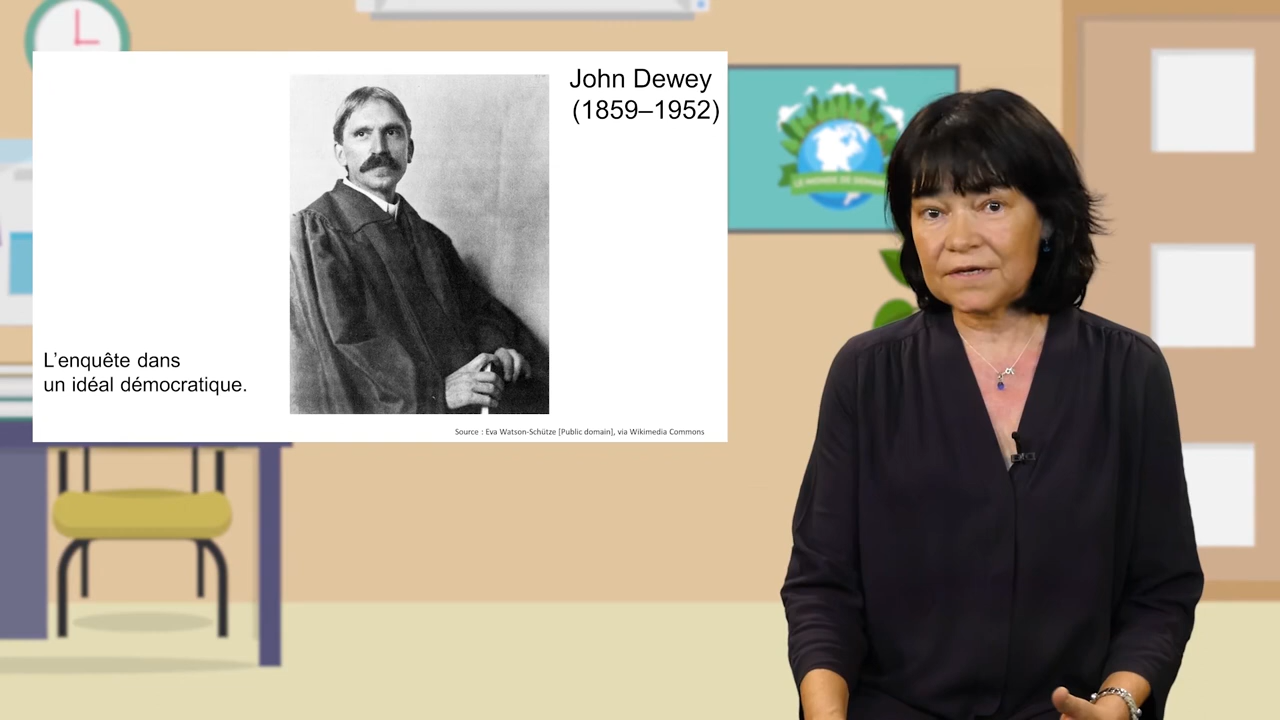 John Dewey
(1859–1952)
L'enquête dans
un idéal démocratique.
Source : Eva Watson-Schütze [Public domain], via Wikimedia Commons